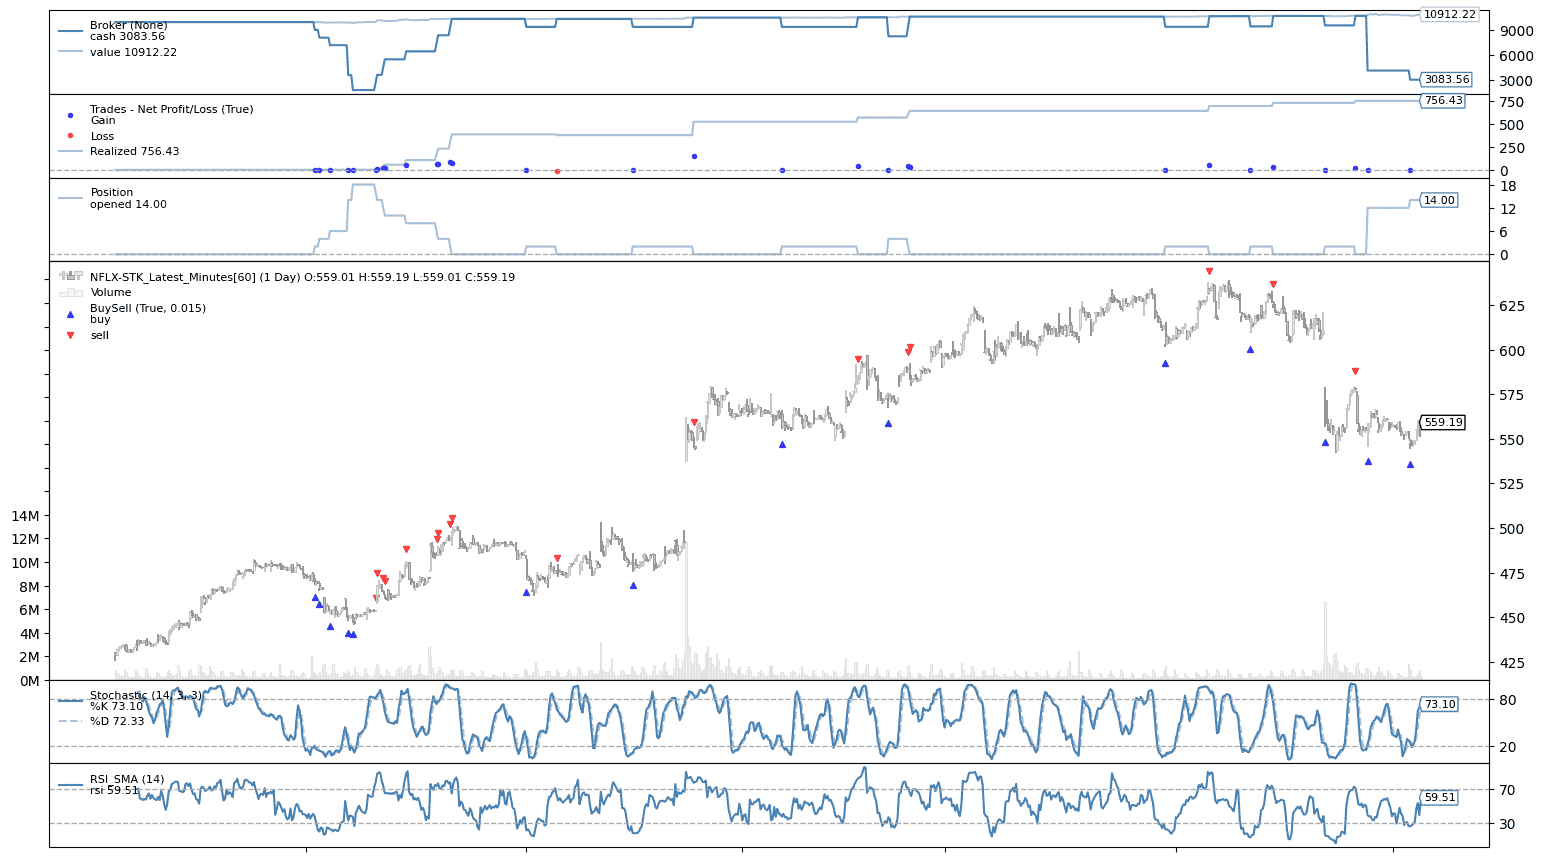 Broker (None)
cash 3083.56
value 10912.22
10912.22
9000
6000
3083.56
3000
Trades - Net Profit/Loss (True)
Gain
Loss
Realized 756.43
756.43
750
500
250
0
Position
opened 14.00
18
14.00
12
6
0
NFLX-STK_Latest_Minutes[60] (1 Day) O:559.01 H:559.19 L:559.01 C:559.19
Volume
BuySell (True, 0.015)
buy
sell
625
600
575
559.19
550
525
500
475
450
425
14M
12M
10M
8M
6M
4M
2M
0M
Stochastic (14, 3, 3)
%K 73.10
%D 72.33
80
73.10
20
RSI_SMA (14)
rsi 59.51
70
59.51
30